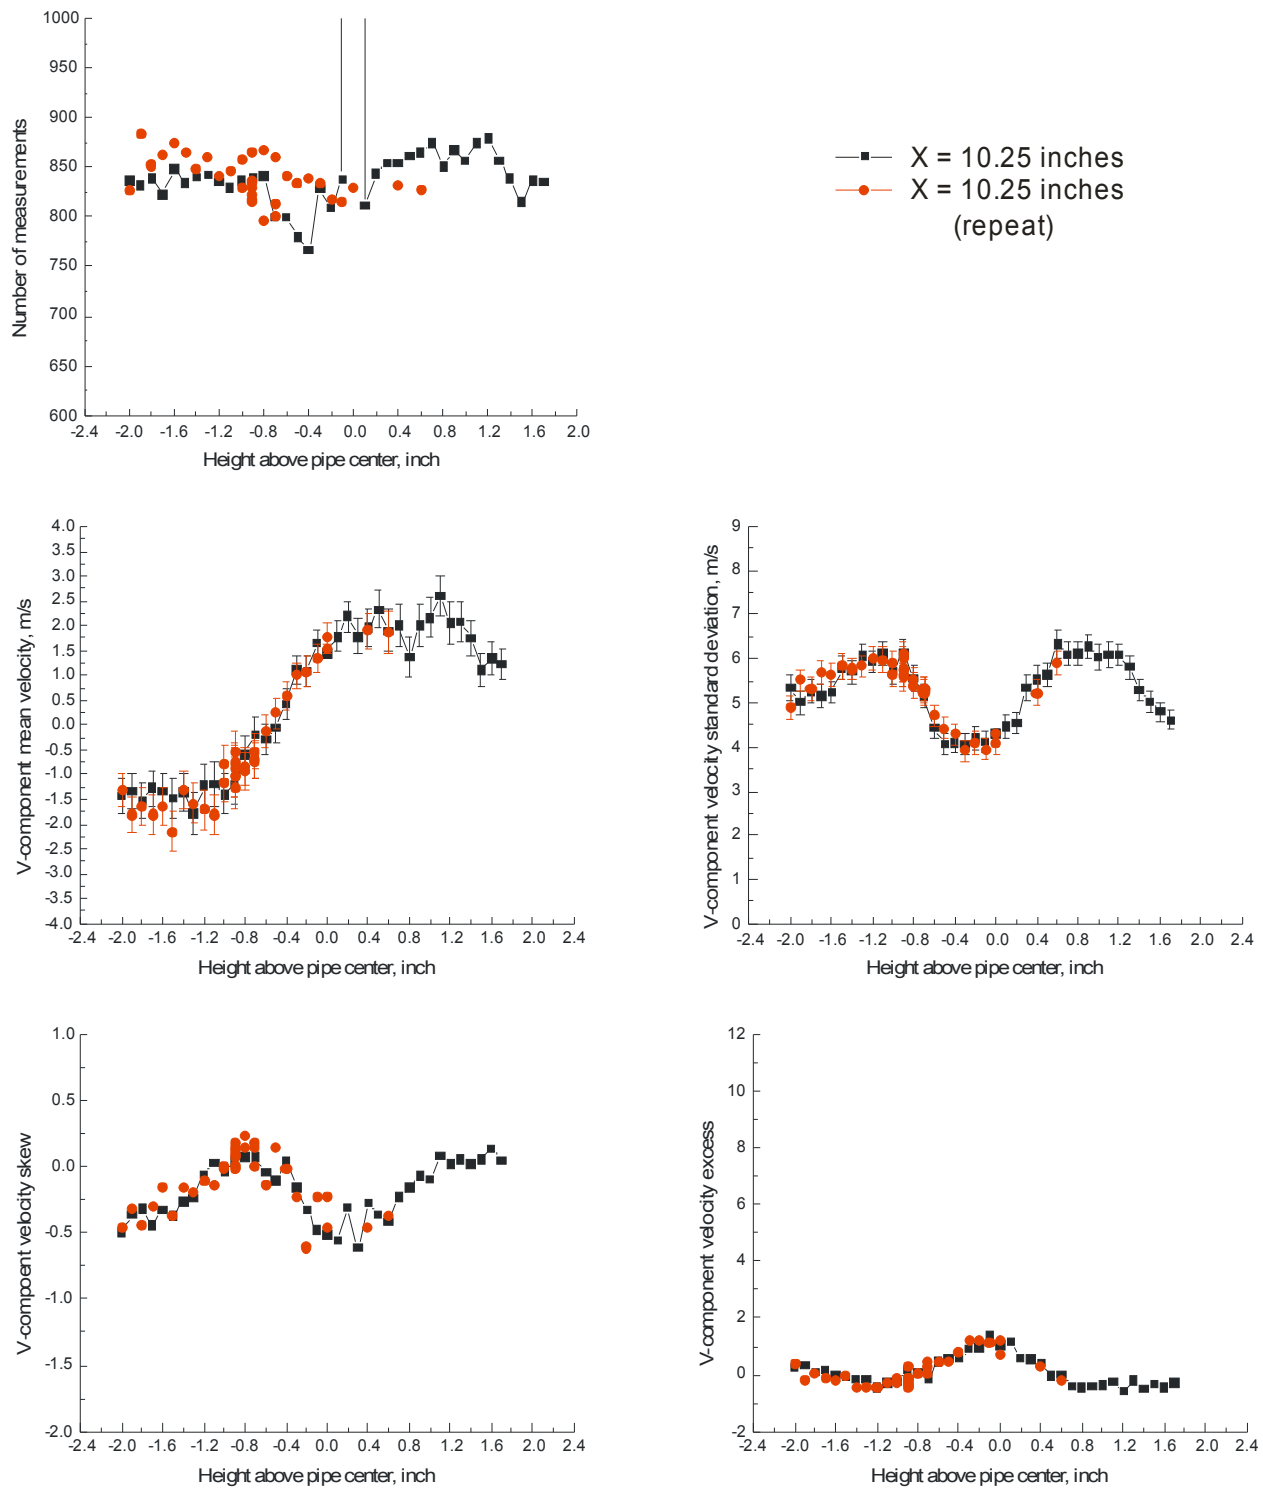 1000
950
900
850
800
750
700
650
600
-2.4 -2.0 -1.6 -1.2 -0.8 -0.4 0.0 0.4 0.8 1.2 1.6 2.0
Height above pipe center, inch
Number of measurements
X = 10.25 inches
X = 10.25 inches
(repeat)
4.0
3.5
3.0
2.5
2.0
1.5
1.0
0.5
0.0
-0.5
-1.0
-1.5
-2.0
-2.5
-3.0
-3.5
-4.0
-2.4 -2.0 -1.6 -1.2 -0.8 -0.4 0.0 0.4 0.8 1.2 1.6 2.0 2.4
Height above pipe center, inch
V-component mean velocity, m/s
9
8
7
6
5
4
3
2
1
0
-2.4 -2.0 -1.6 -1.2 -0.8 -0.4 0.0 0.4 0.8 1.2 1.6 2.0 2.4
Height above pipe center, inch
V-component velocity standard deviation, m/s
1.0
0.5
0.0
-0.5
-1.0
-1.5
-2.0
-2.4 -2.0 -1.6 -1.2 -0.8 -0.4 0.0 0.4 0.8 1.2 1.6 2.0 2.4
Height above pipe center, inch
V-compoent velocity skew
12
10
8
6
4
2
0
-2
-2.4 -2.0 -1.6 -1.2 -0.8 -0.4 0.0 0.4 0.8 1.2 1.6 2.0 2.4
Height above pipe center, inch
V-component velocity excess